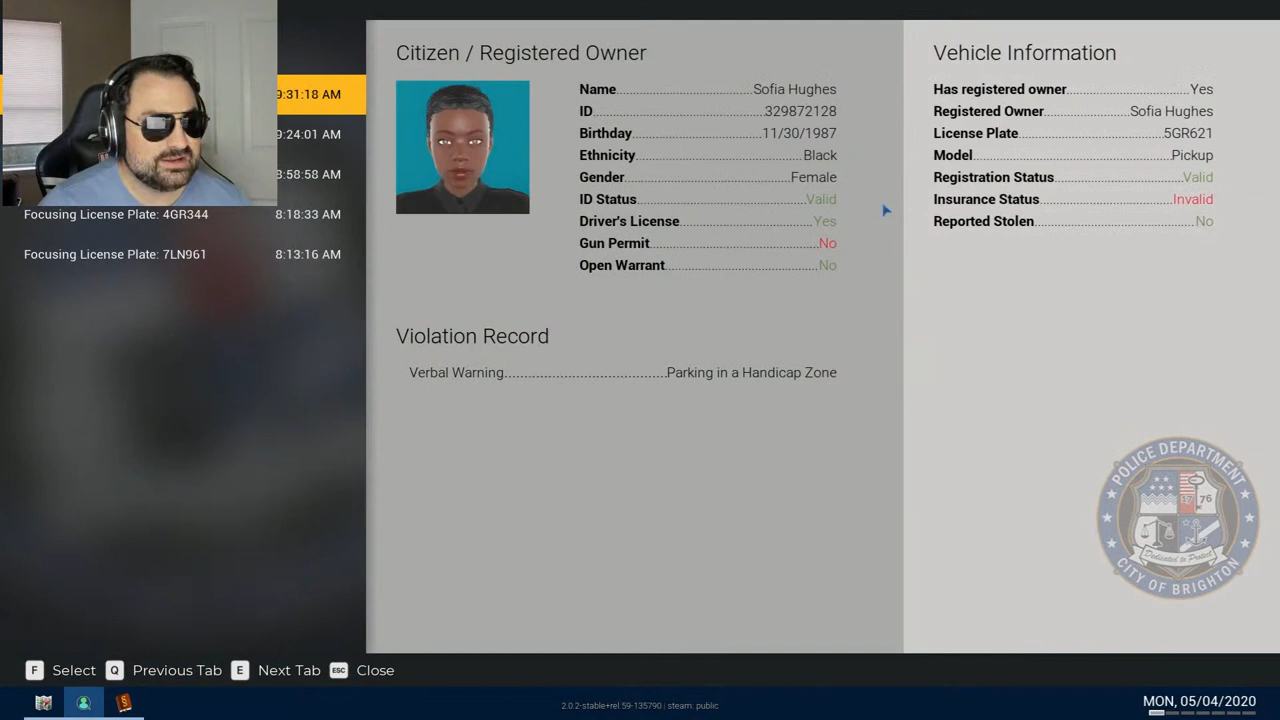 9:31:18 AM
9:24:01 AM
8:58:58 AM
Focusing License Plate: 4GR344 8:18:33 AM
Focusing License Plate: 7LN961 8:13:16 AM
Citizen / Registered Owner
Name Sofia Hughes
ID 329872128
Birthday 11/30/1987
Ethnicity Black
Gender Female
ID Status Valid
Driver's License Yes
Gun Permit No
Open Warrant No
Violation Record
Verbal Warning Parking in a Handicap Zone
Vehicle Information
Has registered owner Yes
Registered Owner Sofia Hughes
License Plate 5GR621
Model Pickup
Registration Status Valid
Insurance Status Invalid
Reported Stolen No
POLICE DEPARTMENT
17 76
Dedicated to Protect
CITY OF BRIGHTON
F Select Q Previous Tab E Next Tab ESC Close
2.0.2-stable+rel 59-135790 | steam: public
MON, 05/04/2020